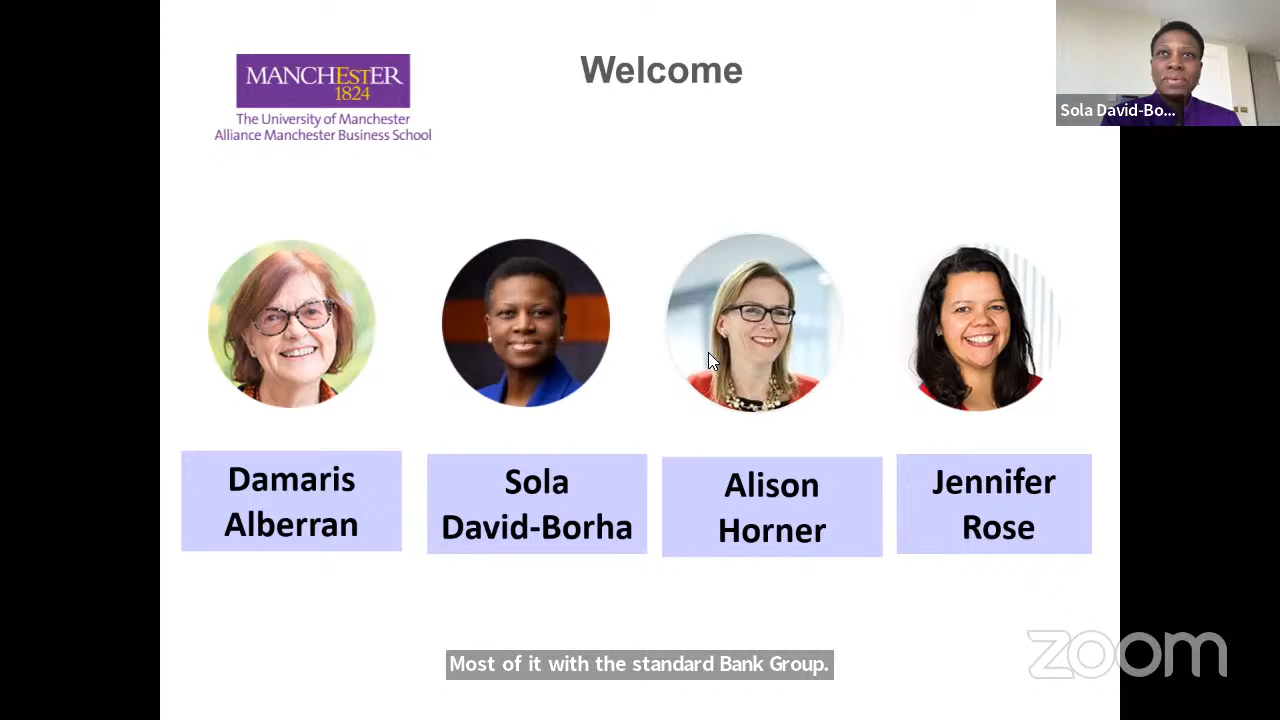 Welcome
MANCHESTER
1824
The University of Manchester
Alliance Manchester Business School
Sola David-Bo...
Damaris
Alberran
Sola
David-Borha
Alison
Horner
Jennifer
Rose
Most of it with the standard Bank Group.
zoom